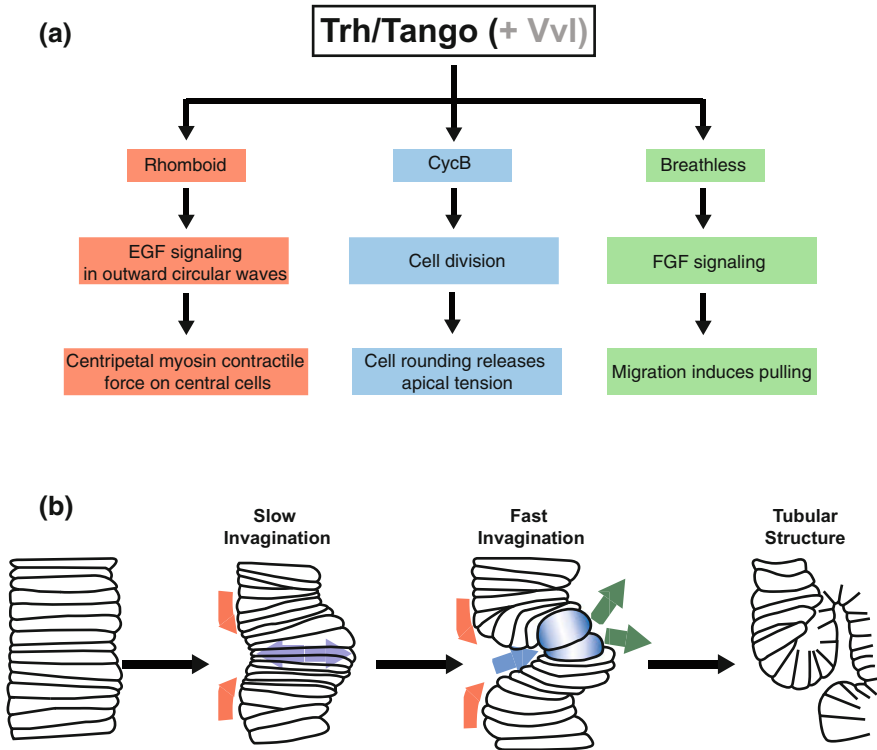 (a)
Trh/Tango (+ Vvl)
Rhomboid
CycB
Breathless
EGF signaling
in outward circular waves
Cell division
FGF signaling
Centripetal myosin contractile
force on central cells
Cell rounding releases
apical tension
Migration induces pulling
(b)
Slow
Invagination
Fast
Invagination
Tubular
Structure